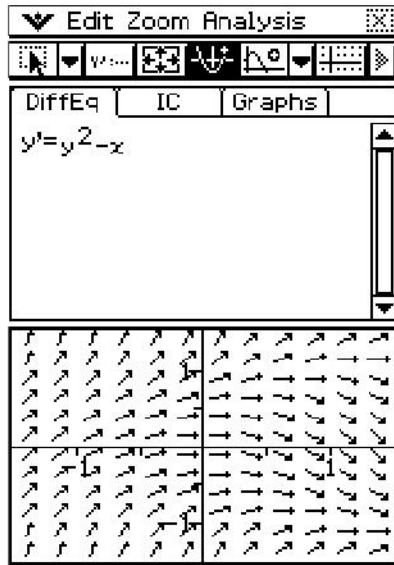 Edit Zoom Analysis
DiffEq IC Graphs
y'=y²-x
1
-1 1
-1